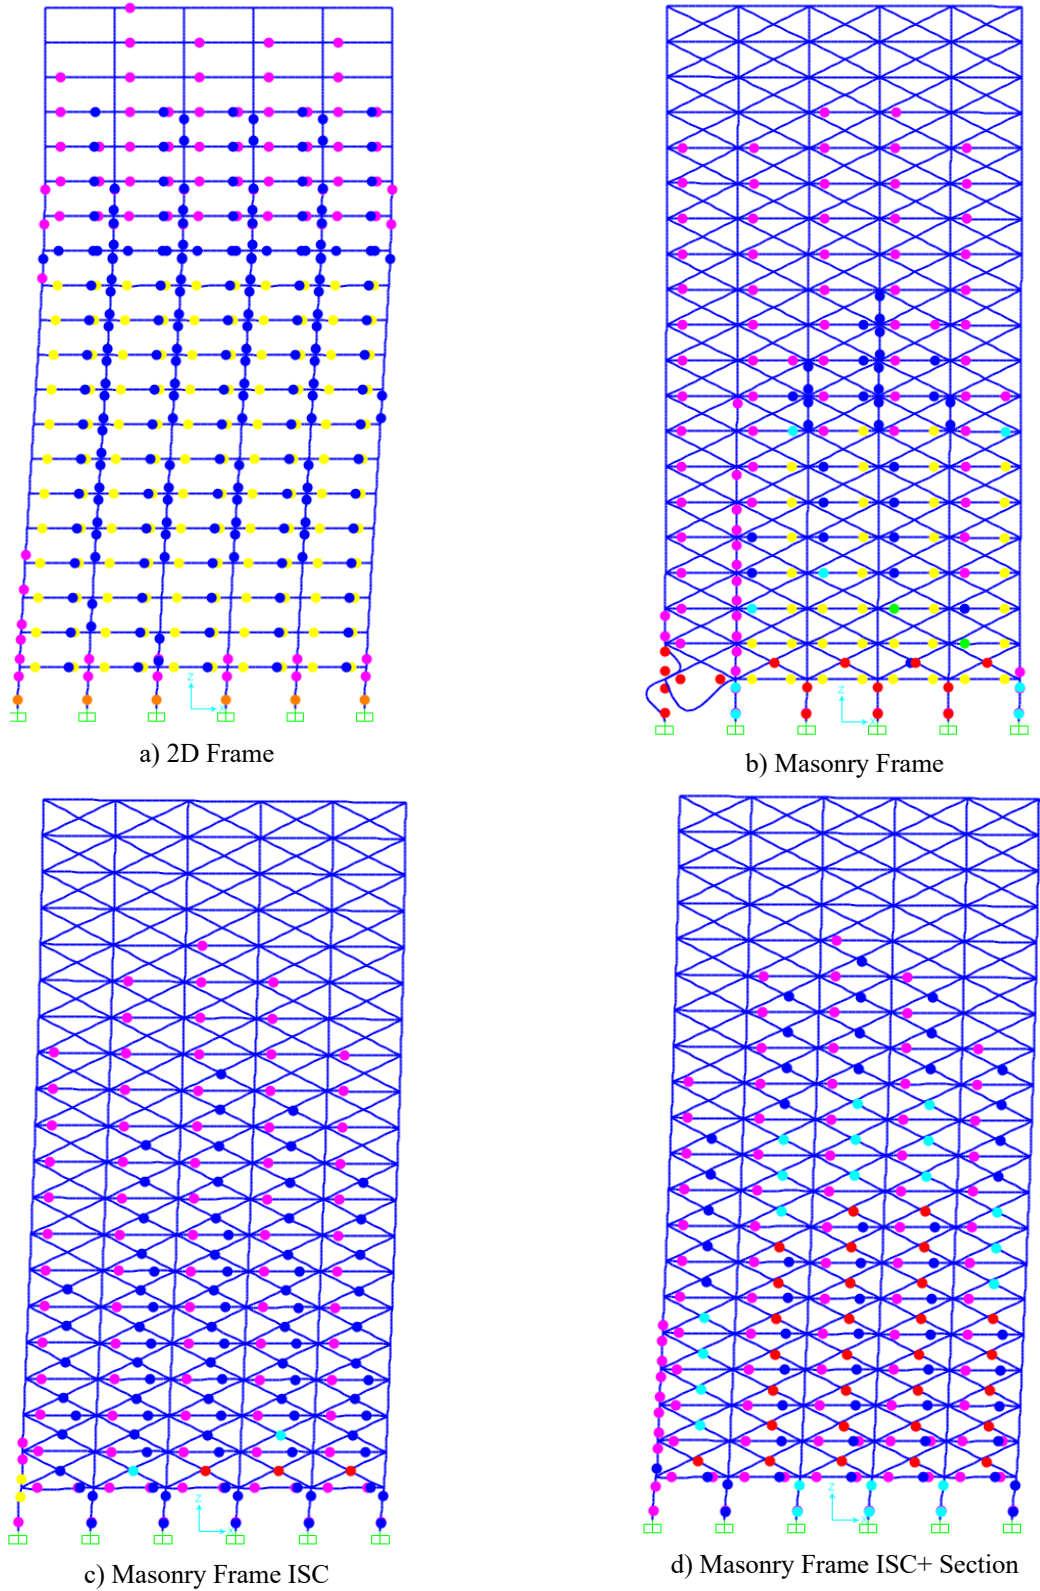 z
x
a) 2D Frame
z
x
b) Masonry Frame
z
x
c) Masonry Frame ISC
z
x
d) Masonry Frame ISC+ Section